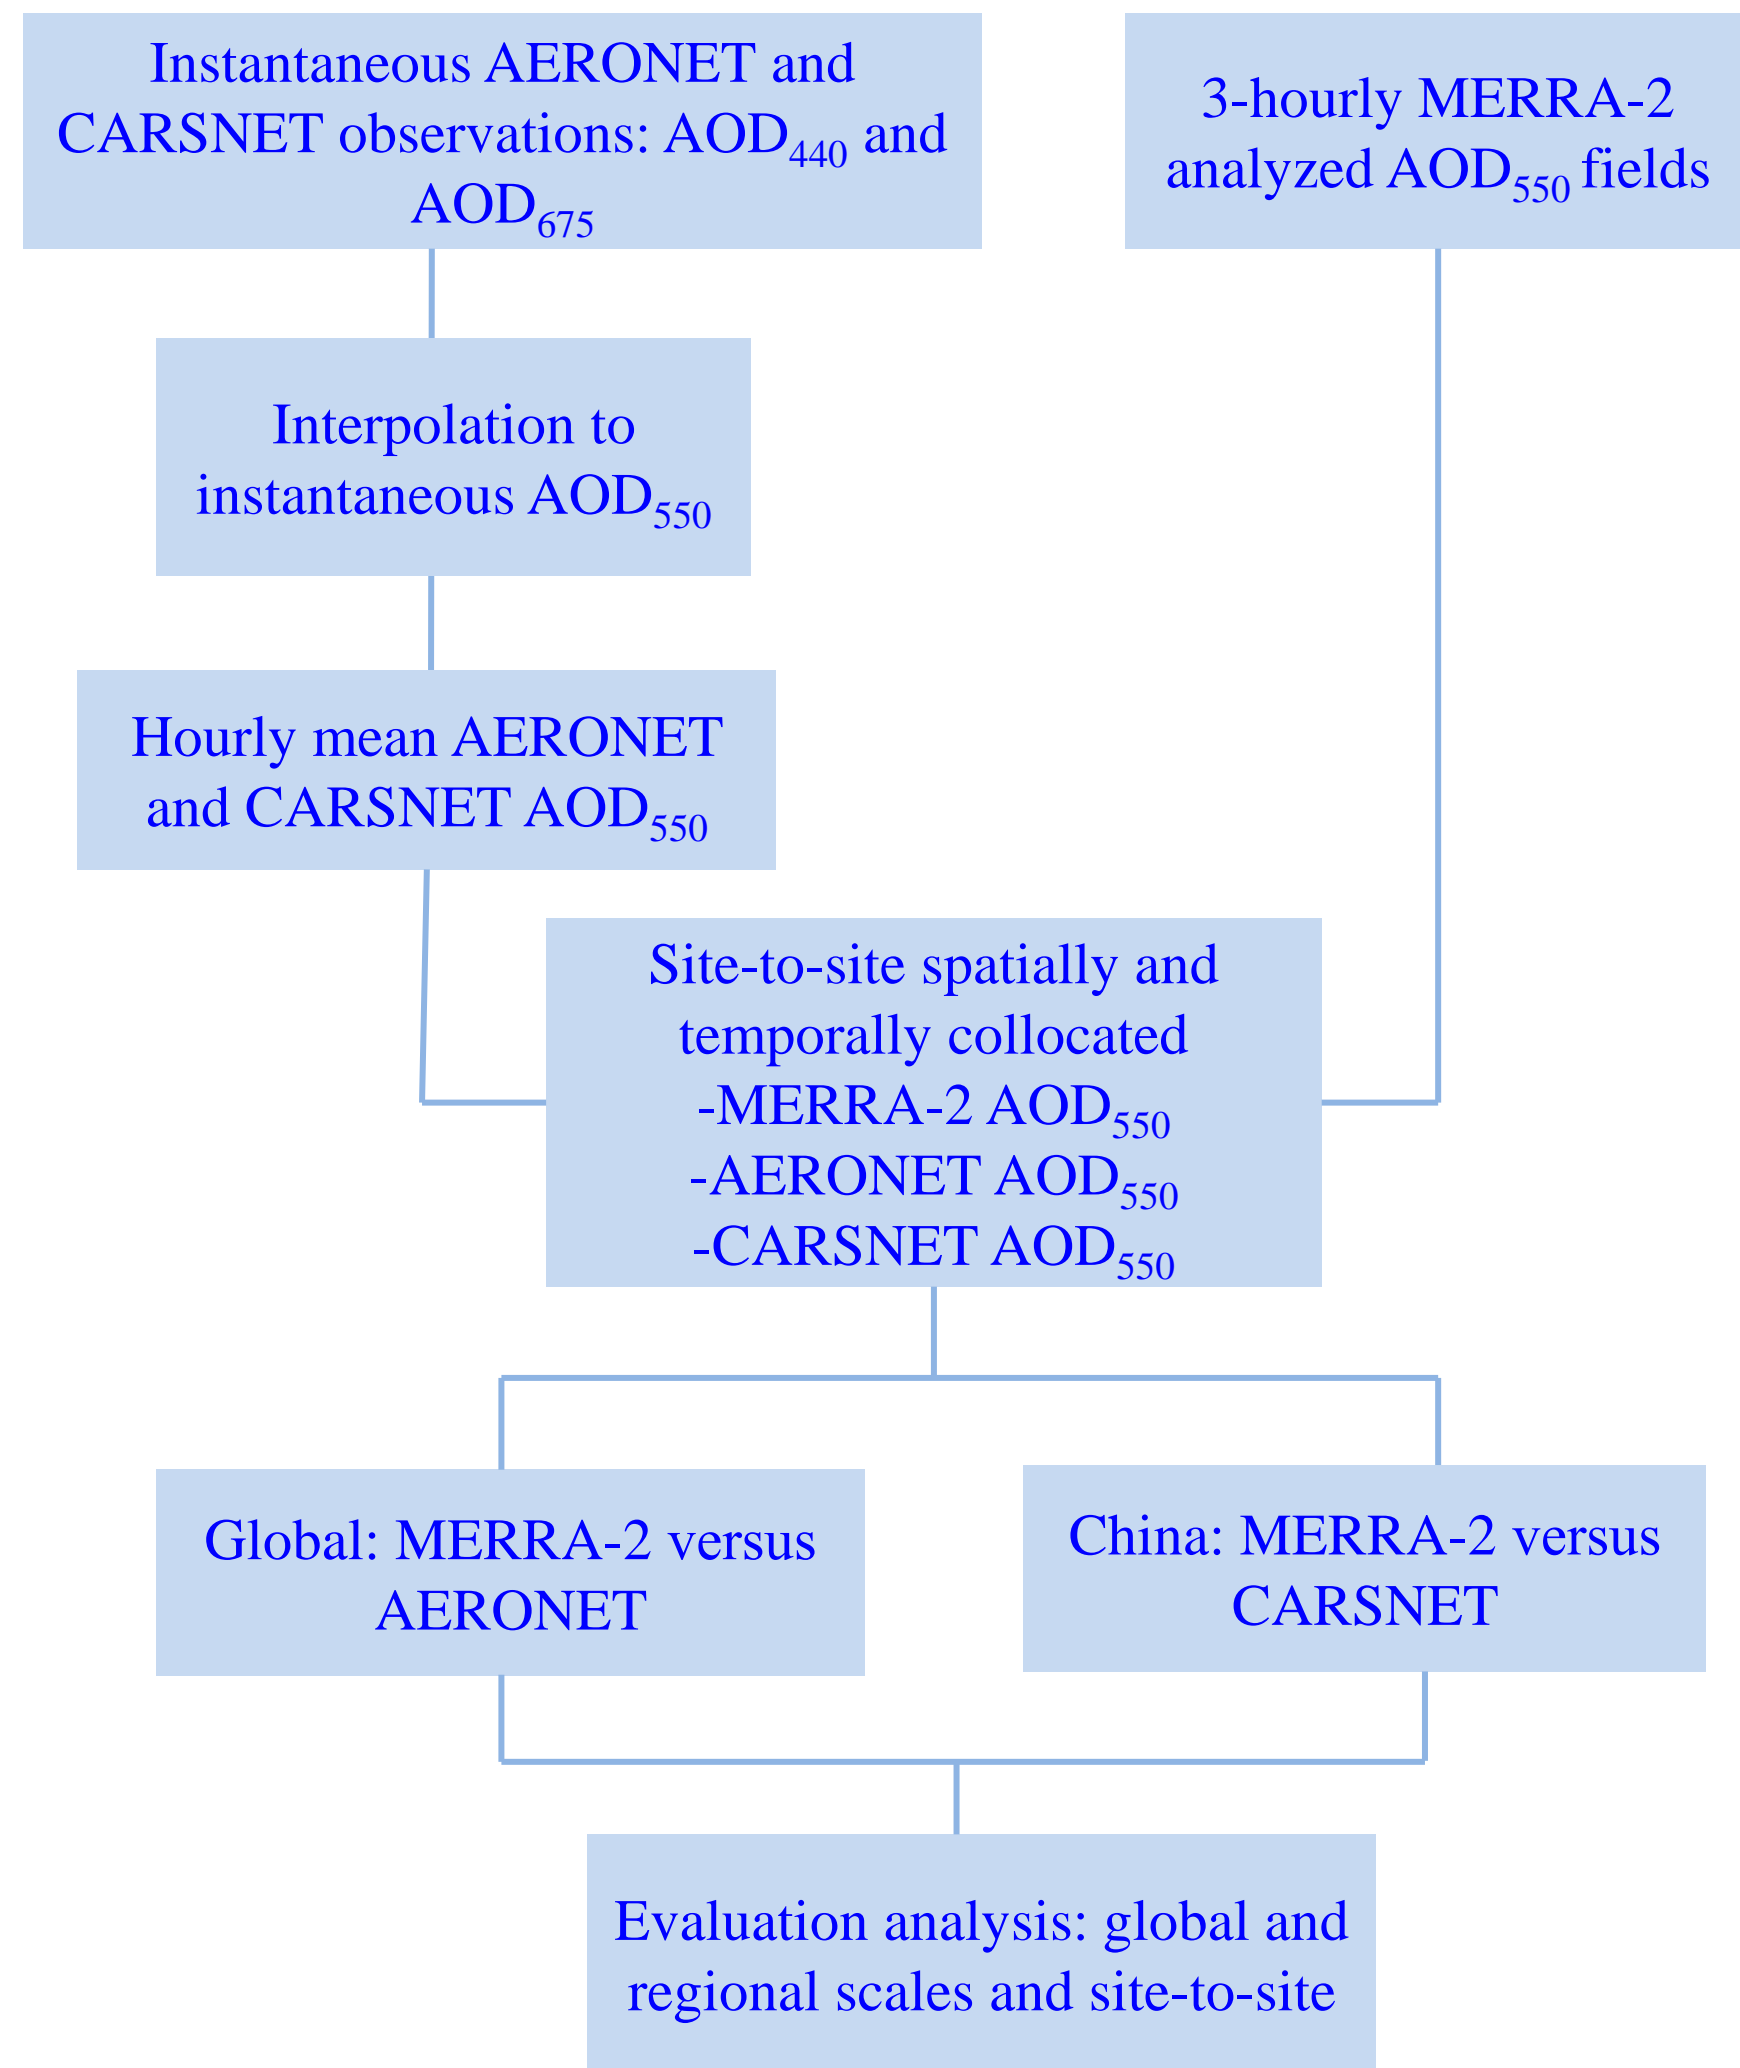 Instantaneous AERONET and
CARSNET observations: AOD₄₄₀ and
AOD₆₇₅
3-hourly MERRA-2
analyzed AOD₅₅₀ fields
Interpolation to
instantaneous AOD₅₅₀
Hourly mean AERONET
and CARSNET AOD₅₅₀
Site-to-site spatially and
temporally collocated
-MERRA-2 AOD₅₅₀
-AERONET AOD₅₅₀
-CARSNET AOD₅₅₀
Global: MERRA-2 versus
AERONET
China: MERRA-2 versus
CARSNET
Evaluation analysis: global and
regional scales and site-to-site